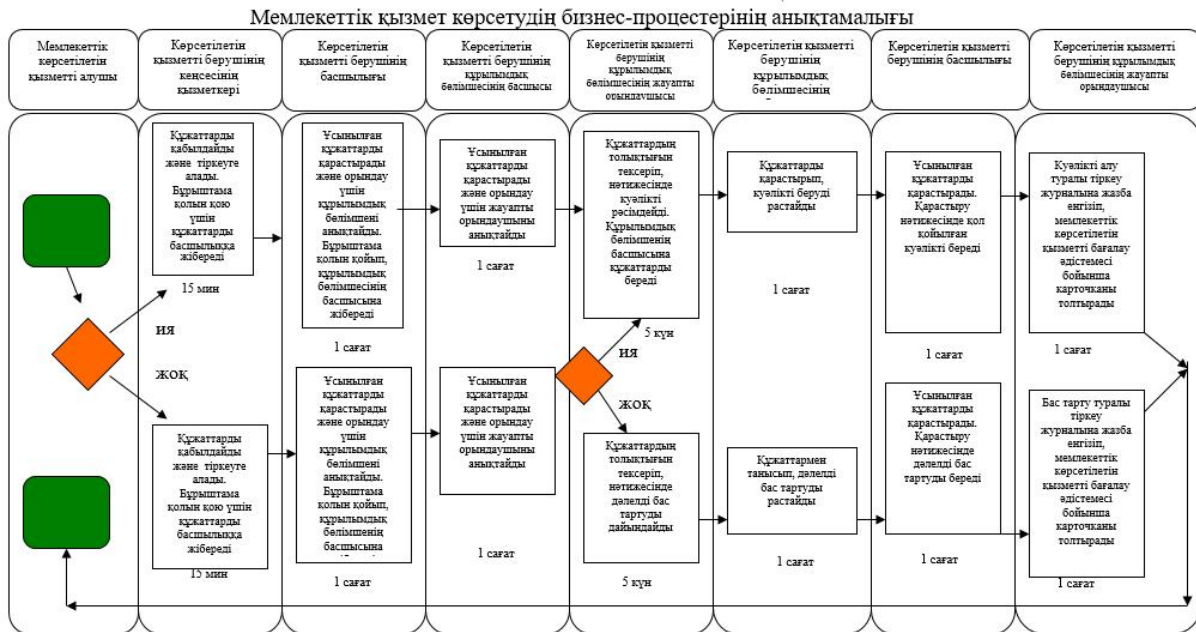 Мемлекеттік қызмет көрсетудің бизнес-процестерінің анықтамалығы
Мемлекеттік
көрсетілетін
қызметті алушы
Көрсетілетін
қызметті берушінің
кеңсесінің
қызметкері
Көрсетілетін
қызметті берушінің
басшылығы
Көрсетілетін
қызметті берушінің
құрылымдық
бөлімшесінің басшысы
Көрсетілетін қызметті
берушінің
құрылымдық
бөлімшесінің жауапты
орындаушысы
Көрсетілетін қызметті
берушінің
құрылымдық
бөлімшесінің
Көрсетілетін қызметті
берушінің басшылығы
Көрсетілетін қызметті
берушінің құрылымдық
бөлімшесінің жауапты
орындаушысы
Құжаттарды
қабылдайды
және тіркеуге
алады.
Бұрыштама
қолын қою
үшін
құжаттарды
басшылыққа
жібереді
15 мин
Ұсынылған
құжаттарды
қарастырады
және орындау
үшін
құрылымдық
бөлімшені
анықтайды.
Бұрыштама
қолын қойып,
құрылымдық
бөлімшесінің
басшысына
жібереді
1 сағат
Ұсынылған
құжаттарды
қарастырады
және орындау
үшін жауапты
орындаушыны
анықтайды
1 сағат
Құжаттардың
толықтығын
тексеріп,
нәтижесінде
куәлікті
рәсімдейді.
Құрылымдық
бөлімшенің
басшысына
құжаттарды
береді
5 күн
Құжаттарды
қарастырып,
куәлікті беруді
растайды
1 сағат
Ұсынылған
құжаттарды
қарастырады.
Қарастыру
нәтижесінде қол
қойылған
куәлікті береді
1 сағат
Куәлікті алу
туралы тіркеу
журналына жазба
енгізіп,
мемлекеттік
көрсетілетін
қызметті бағалау
әдістемесі
бойынша
карточканы
толтырады
1 сағат
ия
жоқ
ия
жоқ
Құжаттарды
қабылдайды
және тіркеуге
алады.
Бұрыштама
қолын қою үшін
құжаттарды
басшылыққа
жібереді
15 мин
Ұсынылған
құжаттарды
қарастырады
және орындау
үшін
құрылымдық
бөлімшені
анықтайды.
Бұрыштама
қолын қойып,
құрылымдық
бөлімшенің
басшысына
1 сағат
Ұсынылған
құжаттарды
қарастырады
және орындау
үшін жауапты
орындаушыны
анықтайды
1 сағат
Құжаттардың
толықтығын
тексеріп,
нәтижесінде
дәлелді бас
тартуды
дайындайды
5 күн
Құжаттармен
танысып, дәлелді
бас тартуды
растайды
1 сағат
Ұсынылған
құжаттарды
қарастырады.
Қарастыру
нәтижесінде
дәлелді бас
тартуды береді
1 сағат
Бас тарту туралы
тіркеу
журналына жазба
енгізіп,
мемлекеттік
көрсетілетін
қызметті бағалау
әдістемесі
бойынша
карточканы
толтырады
1 сағат